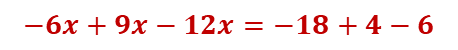 −6x + 9x − 12x = −18 + 4 − 6